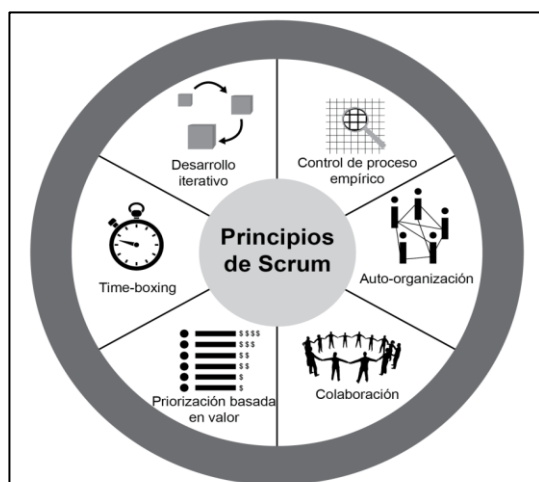 Desarrollo
iterativo
Control de proceso
empírico
Principios
de Scrum
Time-boxing
Auto-organización
$$$$
$$$
$$
$$
$
$
Priorización basada
en valor
Colaboración